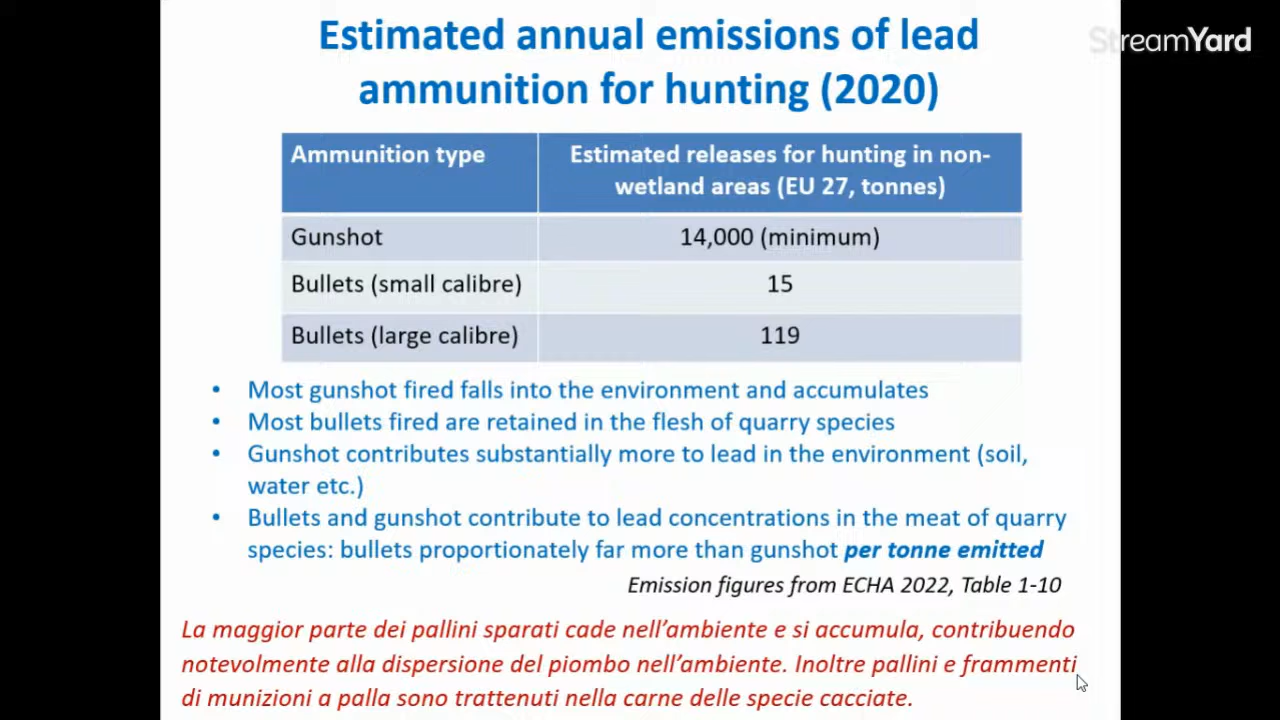 Estimated annual emissions of lead
ammunition for hunting (2020)
StreamYard
Ammunition type
Estimated releases for hunting in non-
wetland areas (EU 27, tonnes)
Gunshot
14,000 (minimum)
Bullets (small calibre)
15
Bullets (large calibre)
119
• Most gunshot fired falls into the environment and accumulates
• Most bullets fired are retained in the flesh of quarry species
• Gunshot contributes substantially more to lead in the environment (soil,
water etc.)
• Bullets and gunshot contribute to lead concentrations in the meat of quarry
species: bullets proportionately far more than gunshot per tonne emitted
Emission figures from ECHA 2022, Table 1-10
La maggior parte dei pallini sparati cade nell’ambiente e si accumula, contribuendo
notevolmente alla dispersione del piombo nell’ambiente. Inoltre pallini e frammenti
di munizioni a palla sono trattenuti nella carne delle specie cacciate.